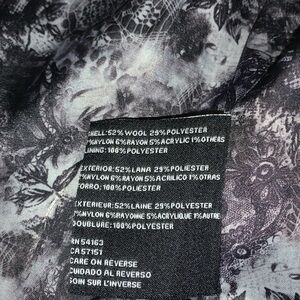 SHELL:52% WOOL 29% POLYESTER
7% NYLON 6% RAYON 5% ACRYLIC 1% OTHERS
LINING:100% POLYESTER
EXTERIOR:52% LANA 29% POLIESTER
7% NYLON 6% RAYON 5% ACRILICO 1% OTRAS
FORRO:100% POLYESTER
EXTERIEUR:52% LAINE 29% POLYESTER
7% NYLON 6% RAYONNE 5% ACRYLIQUE 1% AUTRE
DOUBLURE:100% POLYESTER
RN 54163
CA 57151
CARE ON REVERSE
CUIDADO AL REVERSO
SOIN SUR L'INVERSE